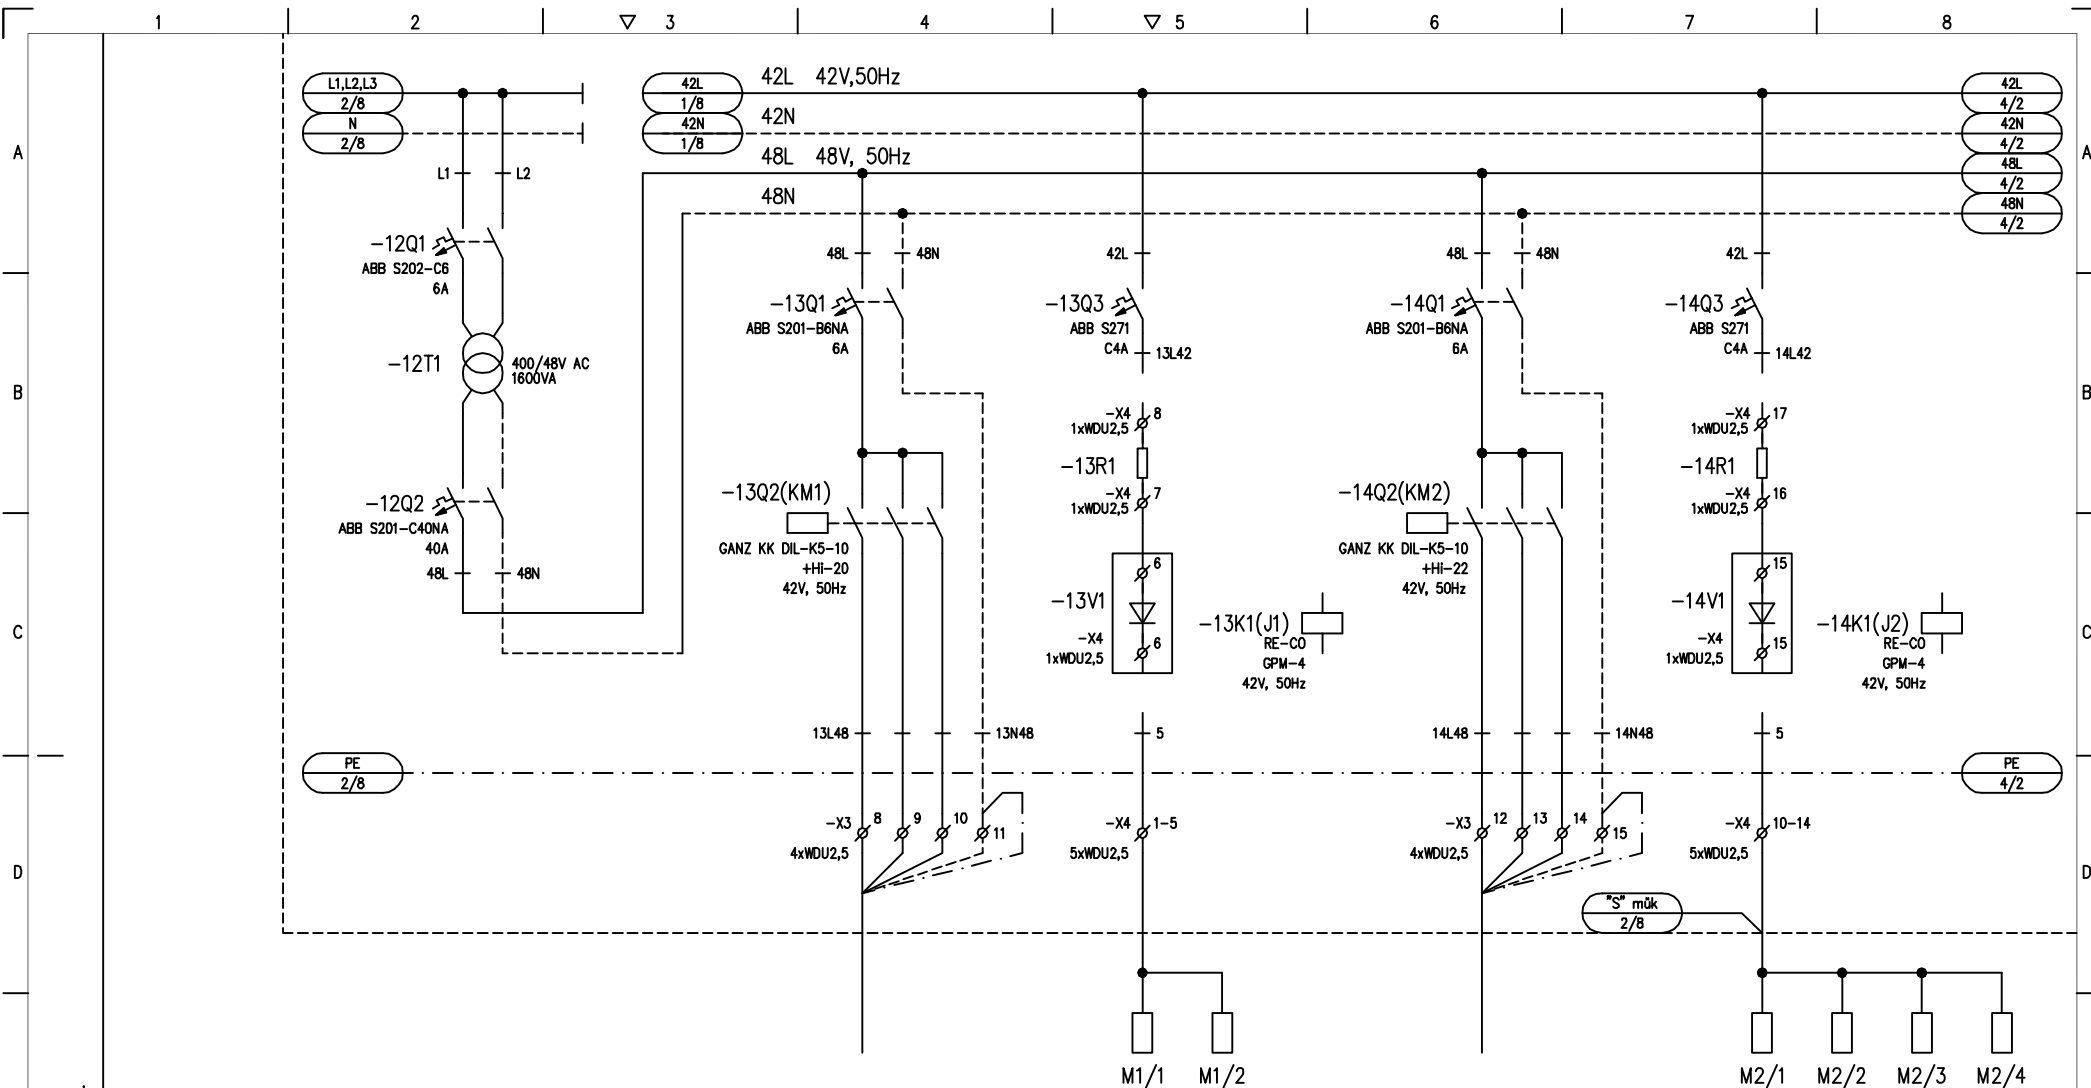 1 2 3 4 5 6 7 8
L1,L2,L3
2/8
N
2/8
42L
1/8
42N
1/8
42L 42V,50Hz
42N
48L 48V, 50Hz
48N
42L
4/2
42N
4/2
48L
4/2
48N
4/2
A
A
L1
L2
-12Q1
ABB S202-C6
6A
-12T1
400/48V AC
1600VA
-12Q2
ABB S201-C40NA
40A
48L
48N
48L
48N
-13Q1
ABB S201-B6NA
6A
-13Q2(KM1)
GANZ KK DIL-K5-10
+Hi-20
42V, 50Hz
13L48
13N48
-X3
4xWDU2,5
8
9
10
11
42L
-13Q3
ABB S271
C4A
13L42
-X4
8
1xWDU2,5
-13R1
-X4
7
1xWDU2,5
6
-13V1
-X4
6
1xWDU2,5
-13K1(J1)
RE-CO
GPM-4
42V, 50Hz
5
-X4
1-5
5xWDU2,5
48L
48N
-14Q1
ABB S201-B6NA
6A
-14Q2(KM2)
GANZ KK DIL-K5-10
+Hi-22
42V, 50Hz
14L48
14N48
-X3
4xWDU2,5
12
13
14
15
42L
-14Q3
ABB S271
C4A
14L42
-X4
17
1xWDU2,5
-14R1
-X4
16
1xWDU2,5
15
-14V1
-X4
15
1xWDU2,5
-14K1(J2)
RE-CO
GPM-4
42V, 50Hz
5
-X4
10-14
5xWDU2,5
B
B
C
C
PE
2/8
PE
4/2
D
D
"S" mük
2/8
M1/1
M1/2
M2/1
M2/2
M2/3
M2/4